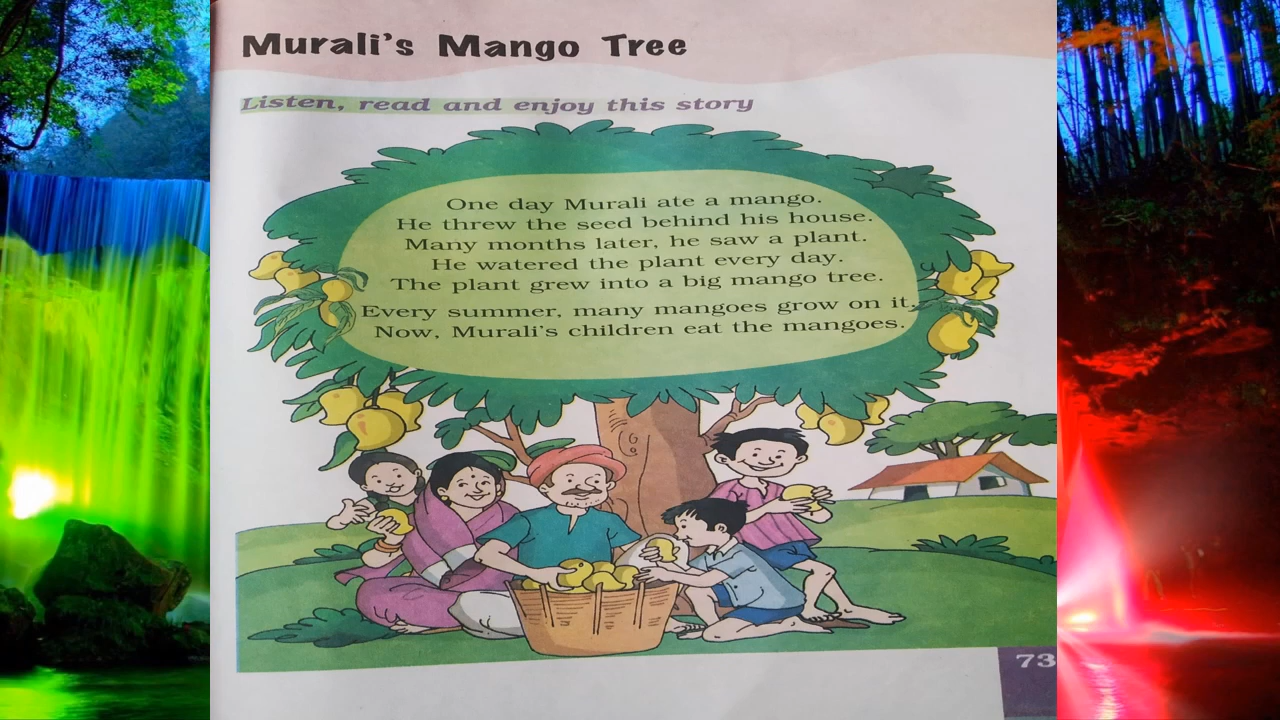 Murali's Mango Tree
Listen, read and enjoy this story
One day Murali ate a mango.
He threw the seed behind his house.
Many months later, he saw a plant.
He watered the plant every day.
The plant grew into a big mango tree.
Every summer, many mangoes grow on it.
Now, Murali's children eat the mangoes.
73